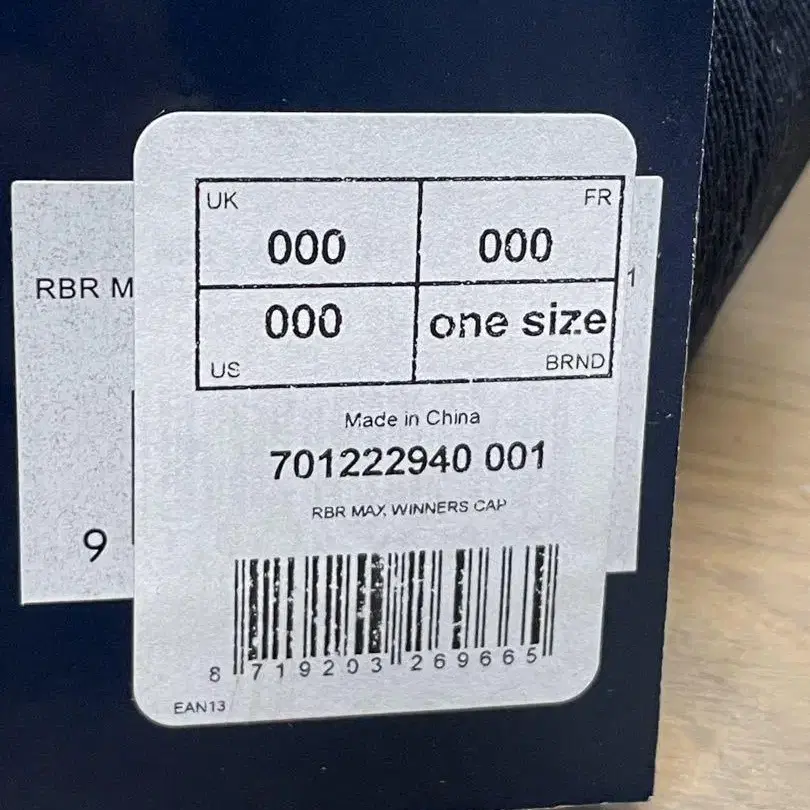 UK FR
000 000
000 one size
US BRND
Made in China
701222940 001
RBR MAX WINNERS CAP
8 719203 269665
EAN13
RBR M
1
9